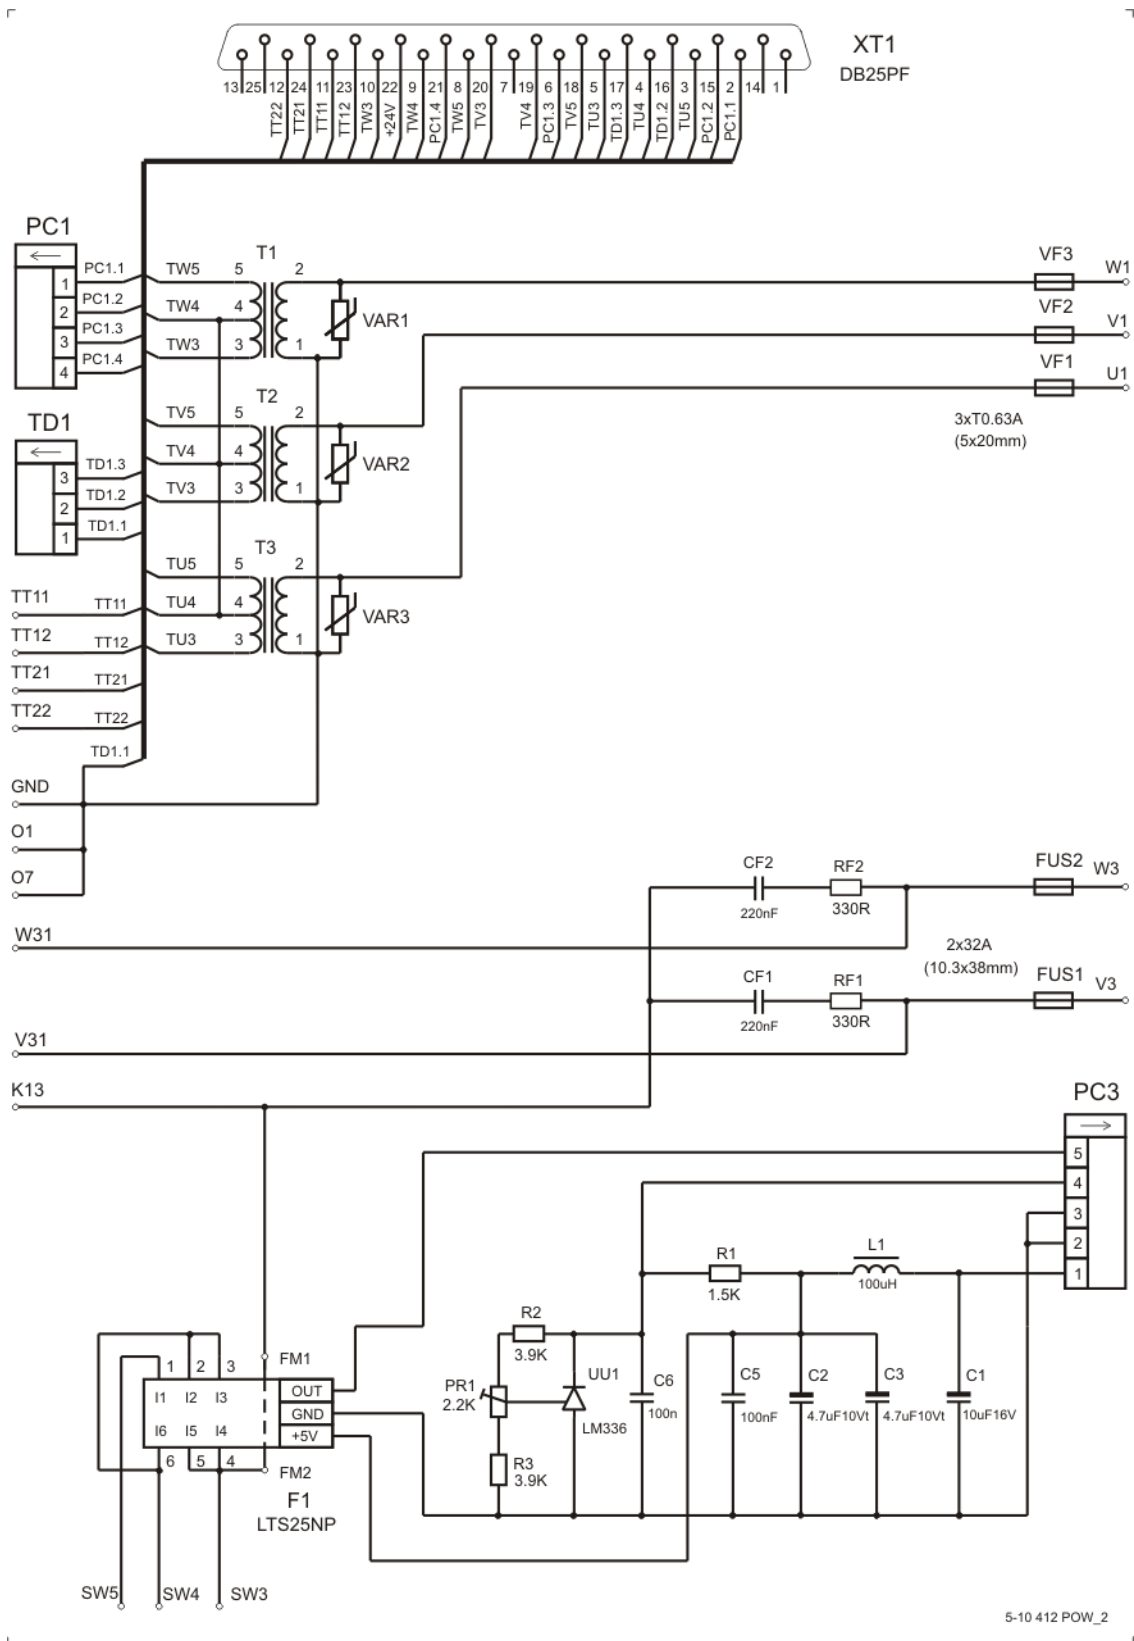 XT1
DB25PF
13 25 12 24 11 23 10 22 9 21 8 20 7 19 6 18 5 17 4 16 3 15 2 14 1
TT22 TT21 TT11 TT12 TW3 +24V TW4 PC1.4 TW5 TV3 TV4 PC1.3 TV5 TU3 TD1.3 TU4 TD1.2 TU5 PC1.2 PC1.1
PC1
1 PC1.1
2 PC1.2
3 PC1.3
4 PC1.4
TD1
3 TD1.3
2 TD1.2
1 TD1.1
T1
TW5 5 2
TW4 4
TW3 3 1
VAR1
T2
TV5 5 2
TV4 4
TV3 3 1
VAR2
T3
TU5 5 2
TU4 4
TU3 3 1
VAR3
VF3 W1
VF2 V1
VF1 U1
3xT0.63A
(5x20mm)
TT11 TT11
TT12 TT12
TT21 TT21
TT22 TT22
TD1.1
GND
O1
O7
CF2 RF2 FUS2 W3
220nF 330R
W31
2x32A
(10.3x38mm)
CF1 RF1 FUS1 V3
220nF 330R
V31
K13
PC3
5
4
3
2
1
R1
1.5K
L1
100uH
R2
3.9K
PR1
2.2K
R3
3.9K
UU1
LM336
C6
100n
C5
100nF
C2
4.7uF10Vt
C3
4.7uF10Vt
C1
10uF16V
1 2 3 FM1
I1 I2 I3 OUT
GND
I6 I5 I4 +5V
6 5 4 FM2
F1
LTS25NP
SW5 SW4 SW3
5-10 412 POW_2